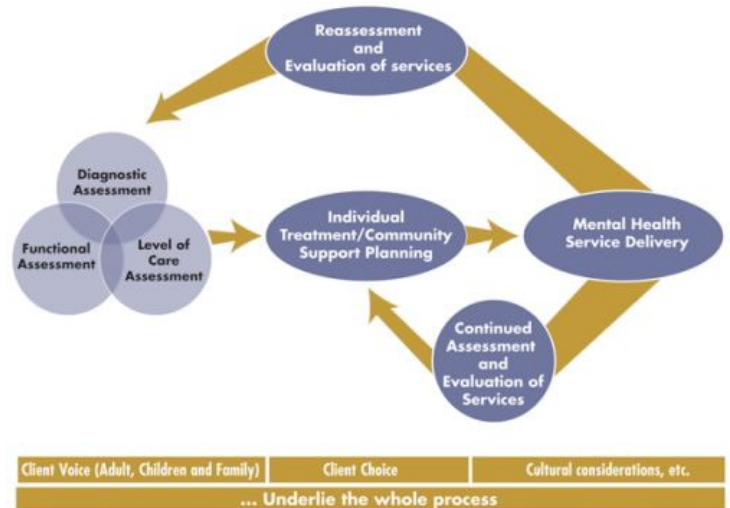 Reassessment
and
Evaluation of services
Diagnostic
Assessment
Functional
Assessment
Level of
Care
Assessment
Individual
Treatment/Community
Support Planning
Mental Health
Service Delivery
Continued
Assessment
and
Evaluation of
Services
Client Voice (Adult, Children and Family)
Client Choice
Cultural considerations, etc.
... Underlie the whole process